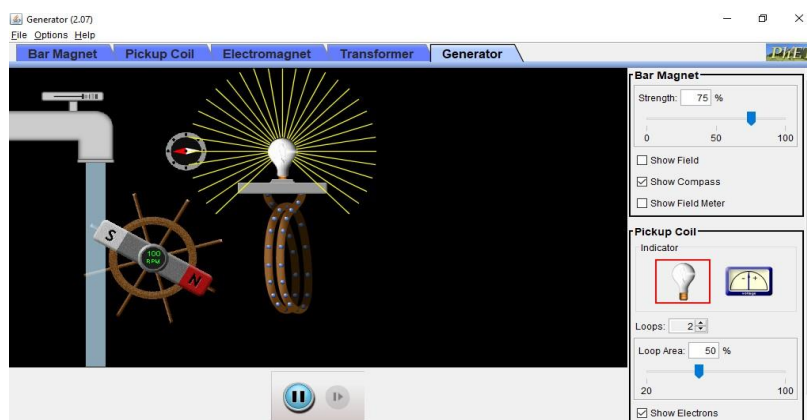 Generator (2.07)
File Options Help
Bar Magnet Pickup Coil Electromagnet Transformer Generator
PhET
Bar Magnet
Strength: 75 %
0 50 100
Show Field
Show Compass
Show Field Meter
S
100
RPM
N
Pickup Coil
Indicator
- +
voltage
Loops: 2
Loop Area: 50 %
20 100
Show Electrons